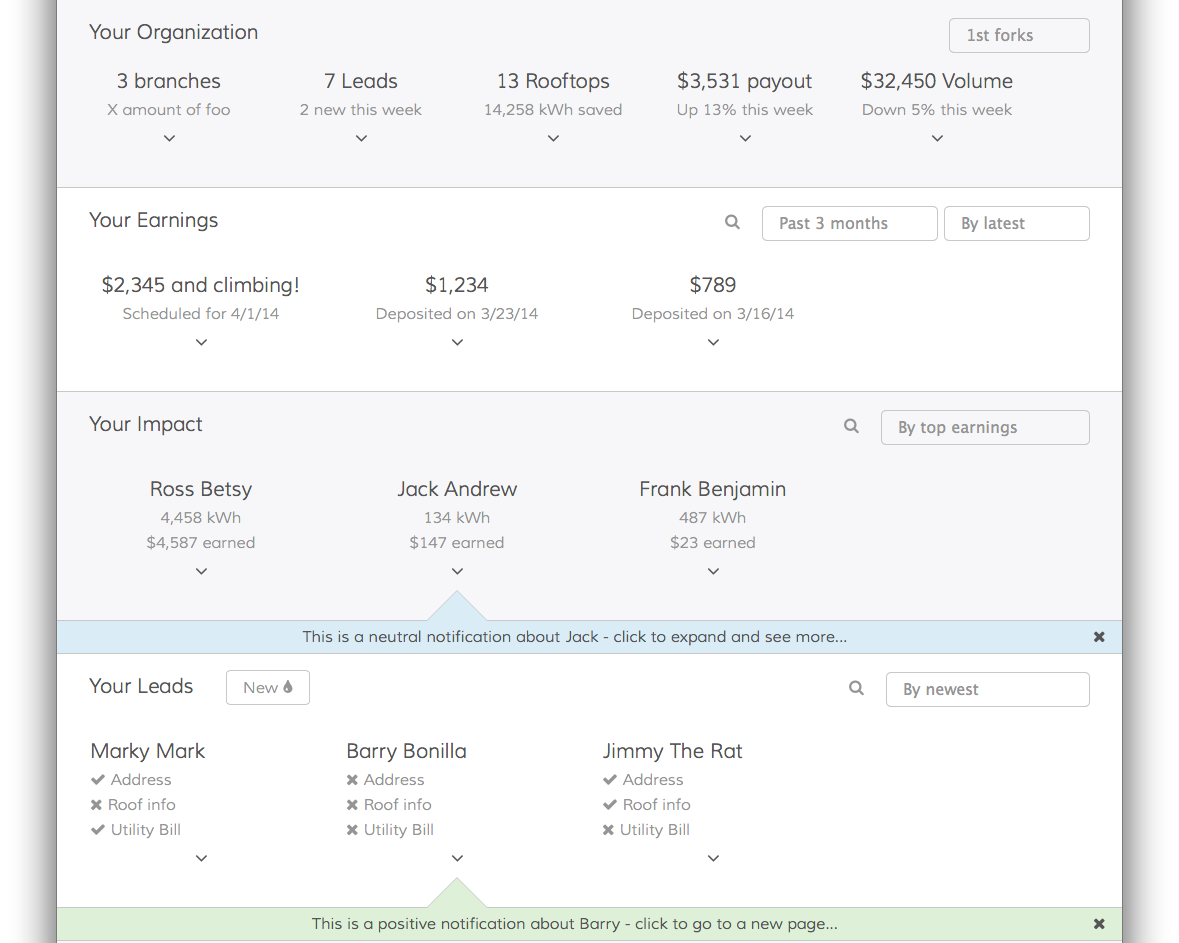 Your Organization
1st forks
3 branches
7 Leads
13 Rooftops
$3,531 payout
$32,450 Volume
X amount of foo
2 new this week
14,258 kWh saved
Up 13% this week
Down 5% this week
Your Earnings
Past 3 months
By latest
$2,345 and climbing!
$1,234
$789
Scheduled for 4/1/14
Deposited on 3/23/14
Deposited on 3/16/14
Your Impact
By top earnings
Ross Betsy
Jack Andrew
Frank Benjamin
4,458 kWh
134 kWh
487 kWh
$4,587 earned
$147 earned
$23 earned
This is a neutral notification about Jack - click to expand and see more...
Your Leads
New
By newest
Marky Mark
Barry Bonilla
Jimmy The Rat
Address
Address
Address
Roof info
Roof info
Roof info
Utility Bill
Utility Bill
Utility Bill
This is a positive notification about Barry - click to go to a new page...